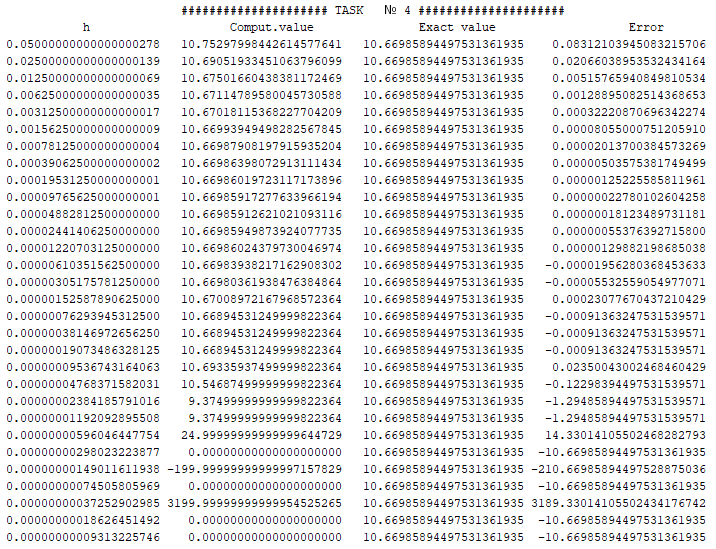 ##################### TASK № 4 #####################
h Comput.value Exact value Error
0.05000000000000000278 10.75297998442614577641 10.66985894497531361935 0.08312103945083215706
0.02500000000000000139 10.69051933451063796099 10.66985894497531361935 0.02066038953532434164
0.01250000000000000069 10.67501660438381172469 10.66985894497531361935 0.00515765940849810534
0.00625000000000000035 10.67114789580045730588 10.66985894497531361935 0.00128895082514368653
0.00312500000000000017 10.67018115368227704209 10.66985894497531361935 0.00032220870696342274
0.00156250000000000009 10.66993949498282567845 10.66985894497531361935 0.00008055000751205910
0.00078125000000000004 10.66987908197915935204 10.66985894497531361935 0.00002013700384573269
0.00039062500000000002 10.66986398072913111434 10.66985894497531361935 0.00000503575381749499
0.00019531250000000001 10.66986019723117173896 10.66985894497531361935 0.00000125225585811961
0.00009765625000000001 10.66985917277633966194 10.66985894497531361935 0.00000022780102604258
0.00004882812500000000 10.66985912621021093116 10.66985894497531361935 0.00000018123489731181
0.00002441406250000000 10.66985949873924077735 10.66985894497531361935 0.00000055376392715800
0.00001220703125000000 10.66986024379730046974 10.66985894497531361935 0.00000129882198685038
0.00000610351562500000 10.66983938217162908302 10.66985894497531361935 -0.00001956280368453633
0.00000305175781250000 10.66980361938476384864 10.66985894497531361935 -0.00005532559054977071
0.00000152587890625000 10.67008972167968572364 10.66985894497531361935 0.00023077670437210429
0.00000076293945312500 10.66894531249999822364 10.66985894497531361935 -0.00091363247531539571
0.00000038146972656250 10.66894531249999822364 10.66985894497531361935 -0.00091363247531539571
0.00000019073486328125 10.66894531249999822364 10.66985894497531361935 -0.00091363247531539571
0.00000009536743164063 10.69335937499999822364 10.66985894497531361935 0.02350043002468460429
0.00000004768371582031 10.54687499999999822364 10.66985894497531361935 -0.12298394497531539571
0.00000002384185791016 9.37499999999999822364 10.66985894497531361935 -1.29485894497531539571
0.00000001192092895508 9.37499999999999822364 10.66985894497531361935 -1.29485894497531539571
0.00000000596046447754 24.99999999999999644729 10.66985894497531361935 14.33014105502468282793
0.00000000298023223877 0.00000000000000000000 10.66985894497531361935 -10.66985894497531361935
0.00000000149011611938 -199.99999999999997157829 10.66985894497531361935 -210.66985894497528875036
0.00000000074505805969 0.00000000000000000000 10.66985894497531361935 -10.66985894497531361935
0.00000000037252902985 3199.99999999999954525265 10.66985894497531361935 3189.33014105502434176742
0.00000000018626451492 0.00000000000000000000 10.66985894497531361935 -10.66985894497531361935
0.00000000009313225746 0.00000000000000000000 10.66985894497531361935 -10.66985894497531361935